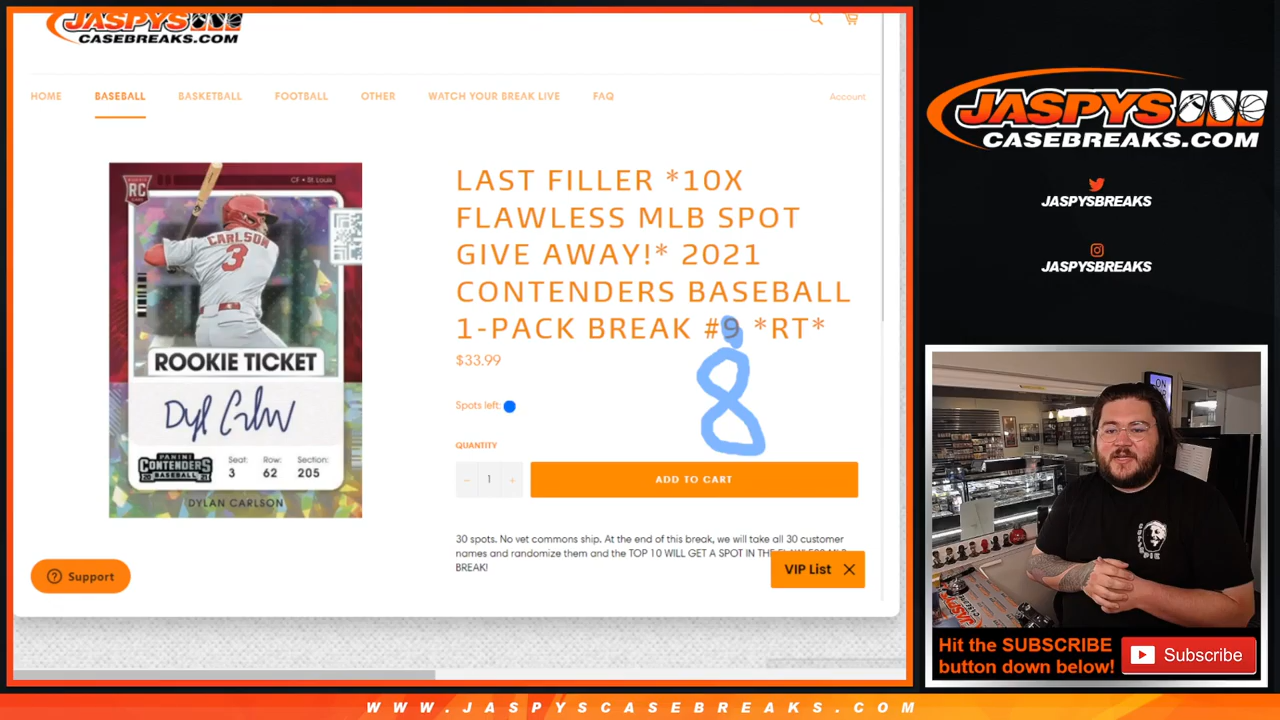 JASPYS
CASEBREAKS.COM
HOME BASEBALL BASKETBALL FOOTBALL OTHER WATCH YOUR BREAK LIVE FAQ Account
RC
CF • St. Louis
CARLSON
3
ROOKIE TICKET
PANINI
CONTENDERS
BASEBALL
Seat: Row: Section:
3 62 205
DYLAN CARLSON
LAST FILLER *10X
FLAWLESS MLB SPOT
GIVE AWAY!* 2021
CONTENDERS BASEBALL
1-PACK BREAK #9 *RT*
8
$33.99
Spots left:
QUANTITY
− 1 +
ADD TO CART
30 spots. No vet commons ship. At the end of this break, we will take all 30 customer
names and randomize them and the TOP 10 WILL GET A SPOT IN THE FLAWLESS MLB
BREAK!
Support
VIP List
JASPYS
CASEBREAKS.COM
JASPYSBREAKS
JASPYSBREAKS
ON
Hit the SUBSCRIBE
button down below!
Subscribe
WWW.JASPYSCASEBREAKS.COM